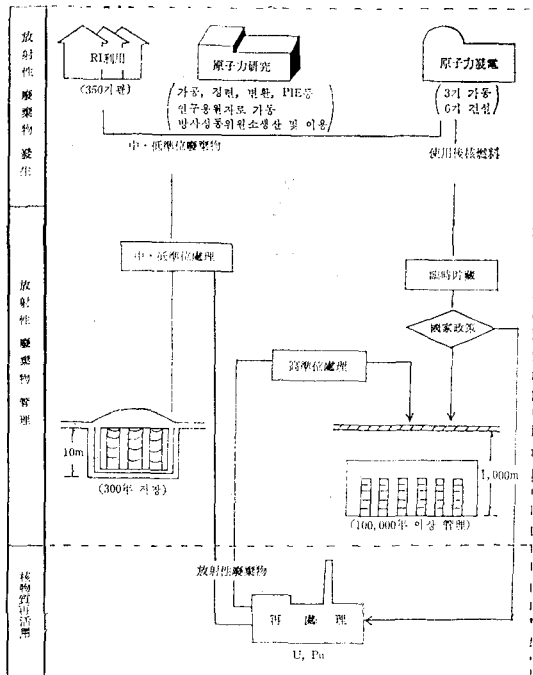 放射性 廢棄物 發生
RI利用
(350기관)
原子力研究
가공, 정련, 변환, PIE등
연구용원자로 가동
방사성동위원소생산 및 이용
原子力發電
3기 가동
6기 건설
中・低準位廢棄物
使用後核燃料
放射性 廢棄物 管理
中・低準位處理
臨時貯藏
國家政策
高準位處理
10m
(300年 저장)
1,000m
(100,000年 이상 管理)
核物質再活用
放射性廢棄物
再 處 理
U, Pu